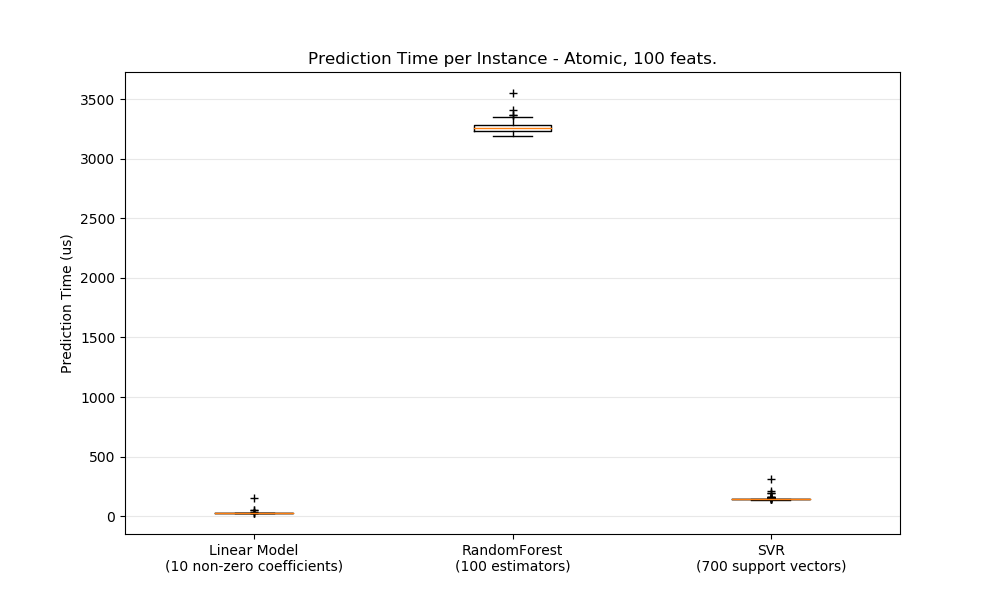 Prediction Time per Instance - Atomic, 100 feats.
Prediction Time (us)
3500
3000
2500
2000
1500
1000
500
0
Linear Model
(10 non-zero coefficients)
RandomForest
(100 estimators)
SVR
(700 support vectors)